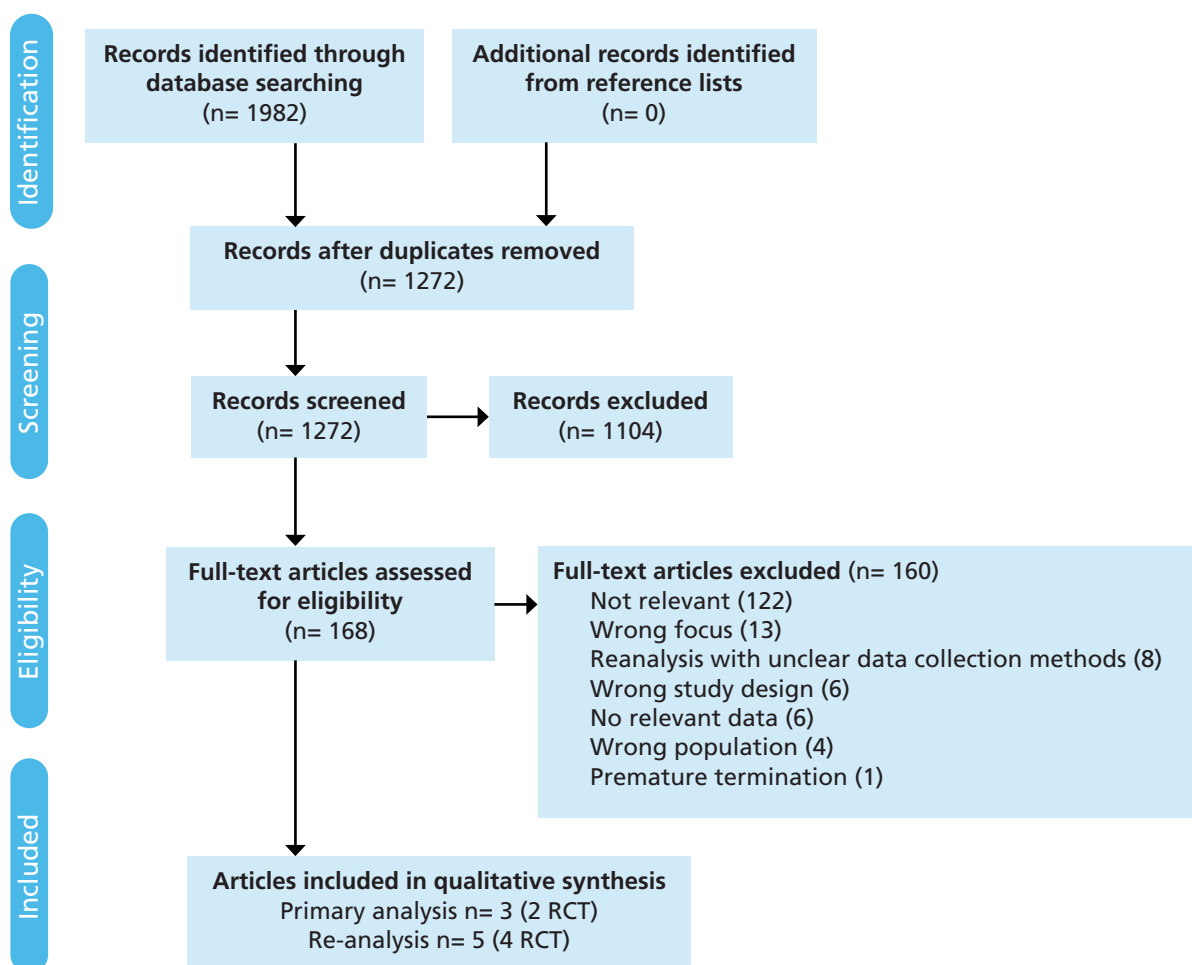 Identification
Records identified through
database searching
(n= 1982)
Additional records identified
from reference lists
(n= 0)
Records after duplicates removed
(n= 1272)
Screening
Records screened
(n= 1272)
Records excluded
(n= 1104)
Eligibility
Full-text articles assessed
for eligibility
(n= 168)
Full-text articles excluded (n= 160)
Not relevant (122)
Wrong focus (13)
Reanalysis with unclear data collection methods (8)
Wrong study design (6)
No relevant data (6)
Wrong population (4)
Premature termination (1)
Included
Articles included in qualitative synthesis
Primary analysis n= 3 (2 RCT)
Re-analysis n= 5 (4 RCT)